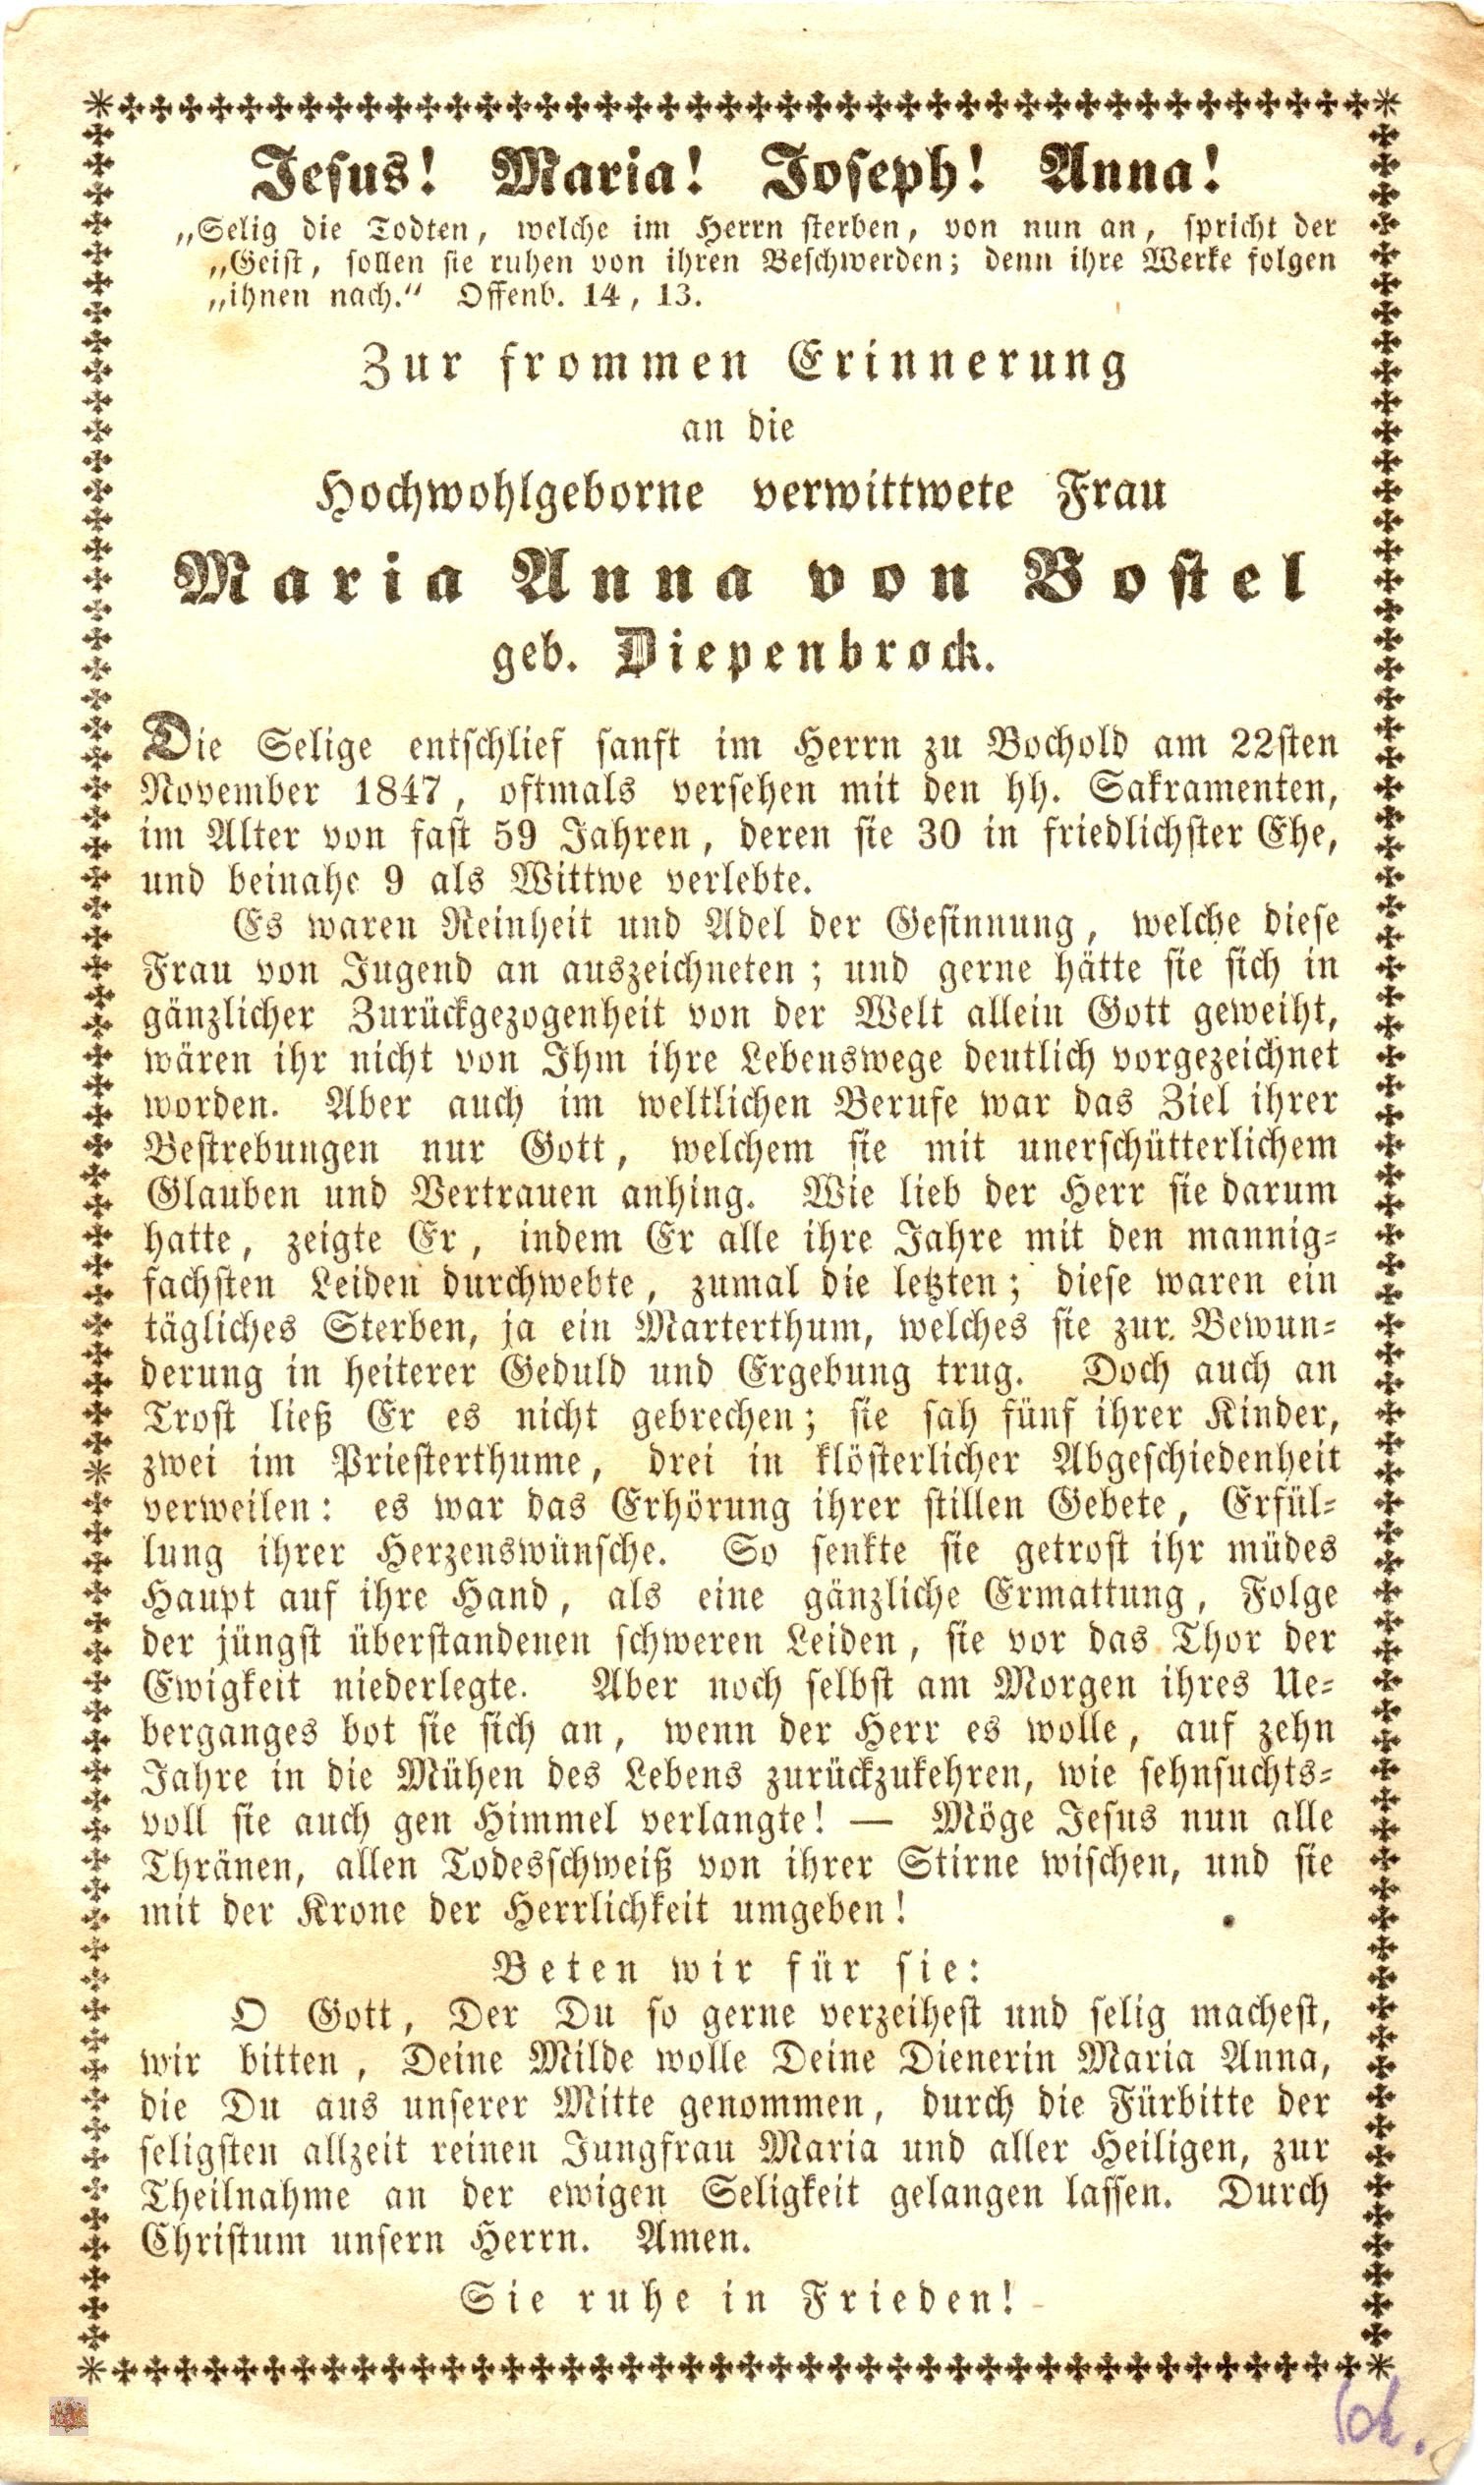 Jesus! Maria! Joseph! Anna!
„Selig die Todten, welche im Herrn sterben, von nun an, spricht der
„Geist, sollen sie ruhen von ihren Beschwerden; denn ihre Werke folgen
„ihnen nach.“ Offenb. 14, 13.
Zur frommen Erinnerung
an die
Hochwohlgeborne verwittwete Frau
Maria Anna von Bostel
geb. Diepenbrock.
Die Selige entschlief sanft im Herrn zu Bochold am 22sten
November 1847, oftmals versehen mit den hh. Sakramenten,
im Alter von fast 59 Jahren, deren sie 30 in friedlichster Ehe,
und beinahe 9 als Wittwe verlebte.
Es waren Reinheit und Adel der Gesinnung, welche diese
Frau von Jugend an auszeichneten; und gerne hätte sie sich in
gänzlicher Zurückgezogenheit von der Welt allein Gott geweiht,
wären ihr nicht von Ihm ihre Lebenswege deutlich vorgezeichnet
worden. Aber auch im weltlichen Berufe war das Ziel ihrer
Bestrebungen nur Gott, welchem sie mit unerschütterlichem
Glauben und Vertrauen anhing. Wie lieb der Herr sie darum
hatte, zeigte Er, indem Er alle ihre Jahre mit den mannig-
fachsten Leiden durchwebte, zumal die letzten; diese waren ein
tägliches Sterben, ja ein Marterthum, welches sie zur Bewun-
derung in heiterer Geduld und Ergebung trug. Doch auch an
Trost ließ Er es nicht gebrechen; sie sah fünf ihrer Kinder,
zwei im Priesterthume, drei in klösterlicher Abgeschiedenheit
verweilen: es war das Erhörung ihrer stillen Gebete, Erfül-
lung ihrer Herzenswünsche. So senkte sie getrost ihr müdes
Haupt auf ihre Hand, als eine gänzliche Ermattung, Folge
der jüngst überstandenen schweren Leiden, sie vor das Thor der
Ewigkeit niederlegte. Aber noch selbst am Morgen ihres Ue-
berganges bot sie sich an, wenn der Herr es wolle, auf zehn
Jahre in die Mühen des Lebens zurückzukehren, wie sehnsuchts-
voll sie auch gen Himmel verlangte! — Möge Jesus nun alle
Thränen, allen Todesschweiß von ihrer Stirne wischen, und sie
mit der Krone der Herrlichkeit umgeben!
Beten wir für sie:
O Gott, Der Du so gerne verzeihest und selig machest,
wir bitten, Deine Milde wolle Deine Dienerin Maria Anna,
die Du aus unserer Mitte genommen, durch die Fürbitte der
seligsten allzeit reinen Jungfrau Maria und aller Heiligen, zur
Theilnahme an der ewigen Seligkeit gelangen lassen. Durch
Christum unsern Herrn. Amen.
Sie ruhe in Frieden!